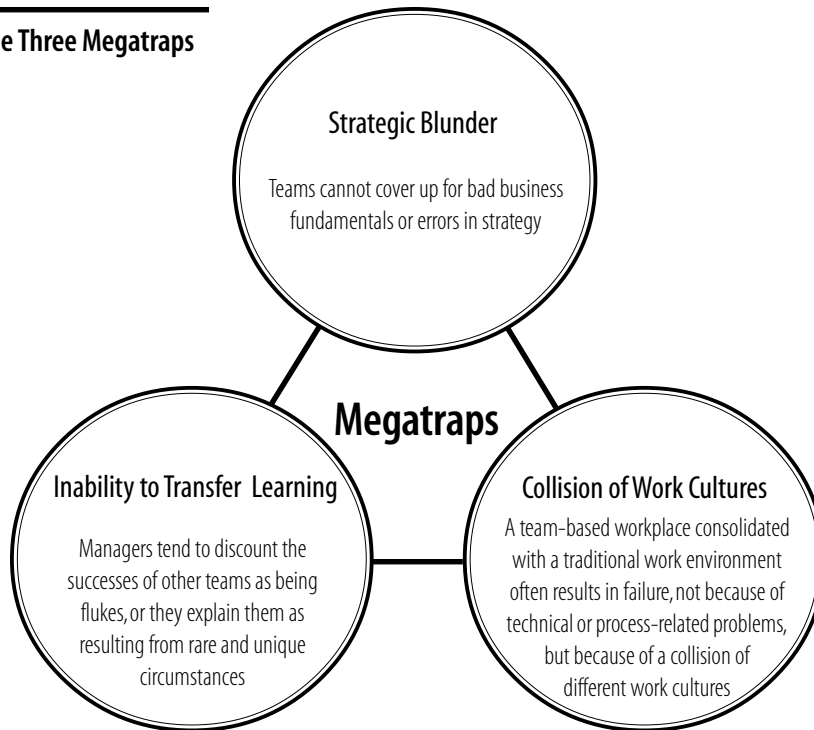 e Three Megatraps
Strategic Blunder
Teams cannot cover up for bad business
fundamentals or errors in strategy
Megatraps
Inability to Transfer Learning
Managers tend to discount the
successes of other teams as being
flukes, or they explain them as
resulting from rare and unique
circumstances
Collision of Work Cultures
A team-based workplace consolidated
with a traditional work environment
often results in failure, not because of
technical or process-related problems,
but because of a collision of
different work cultures